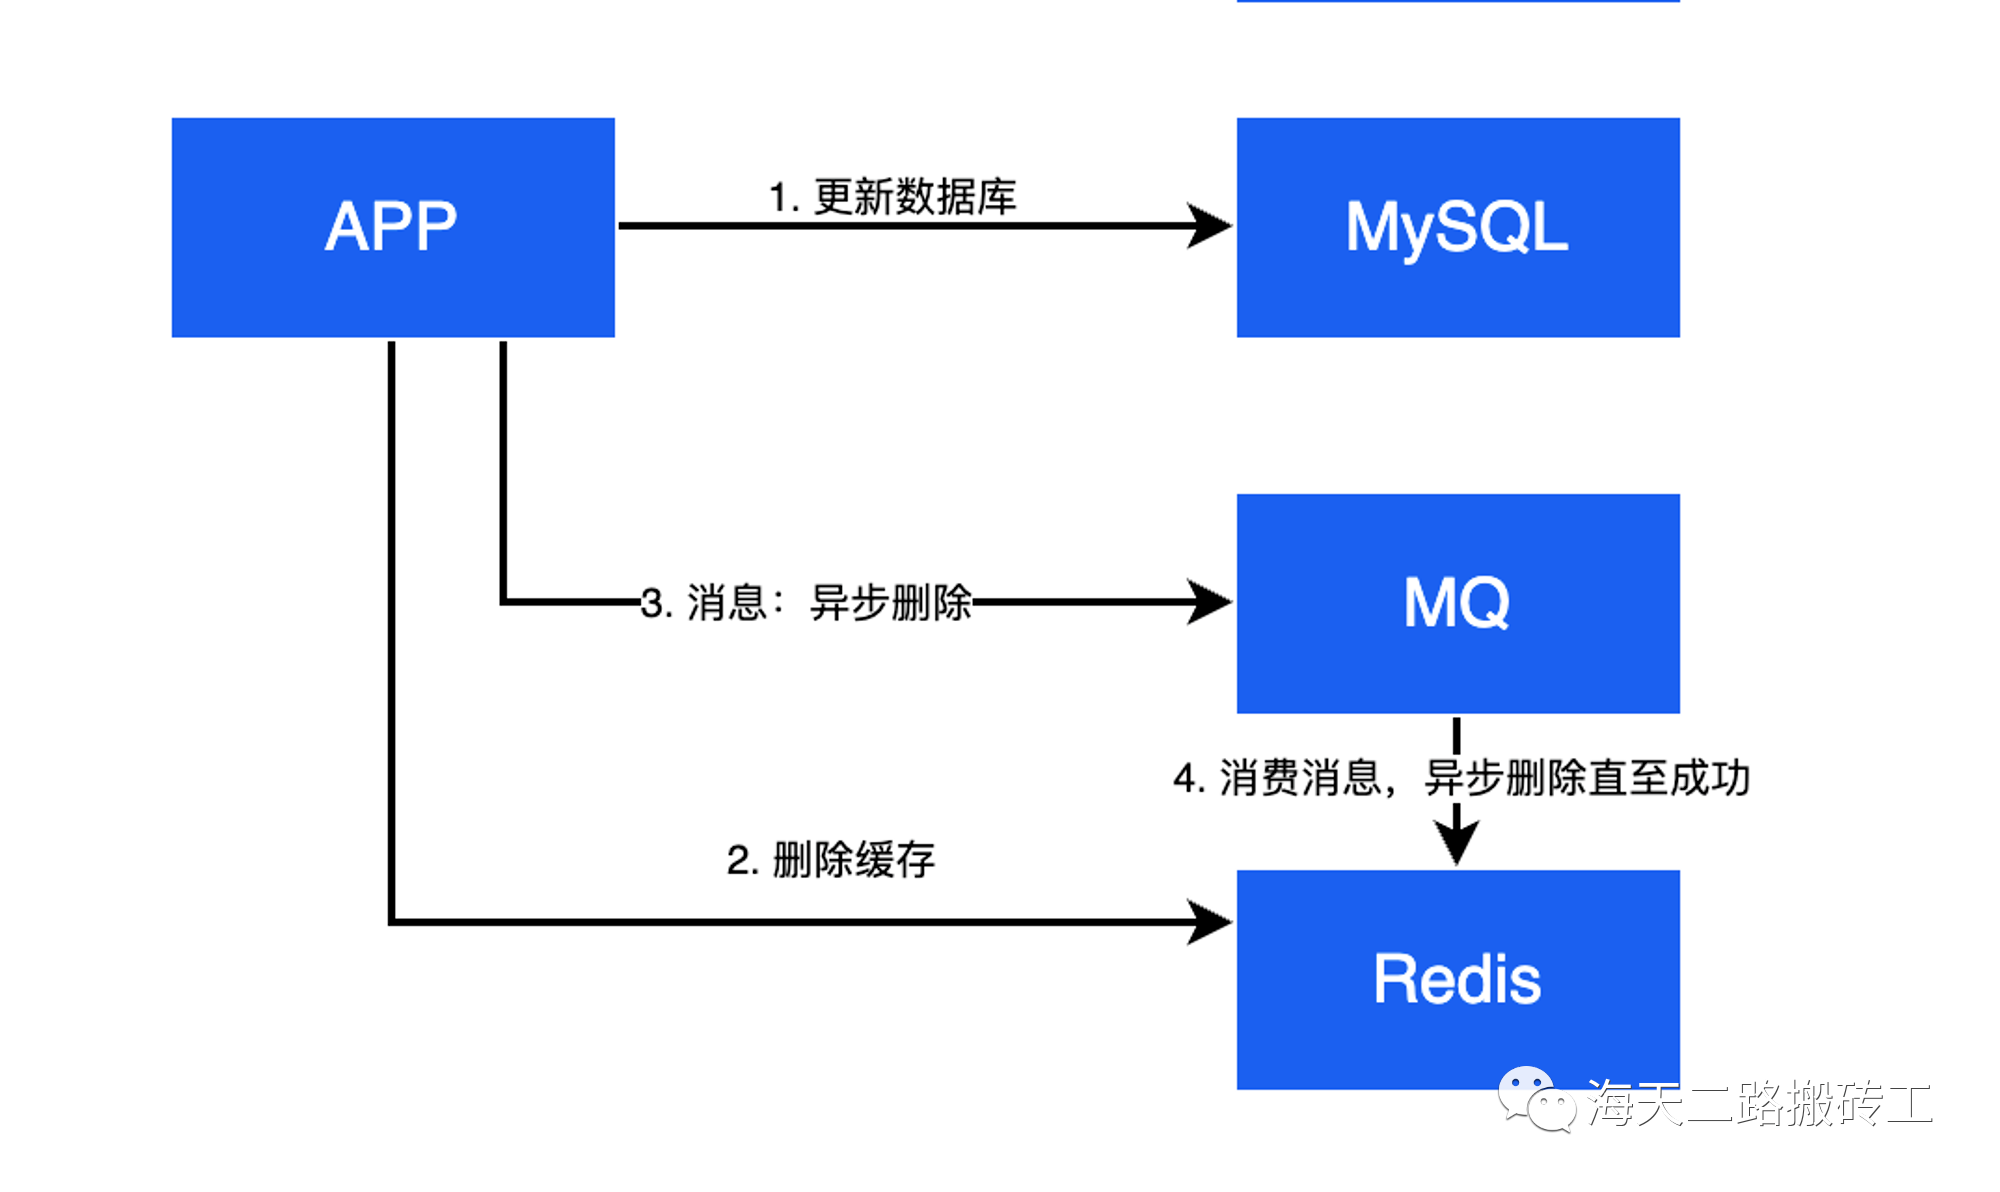 APP
1. 更新数据库
MySQL
3. 消息：异步删除
MQ
4. 消费消息，异步删除直至成功
2. 删除缓存
Redis
海天二路搬砖工